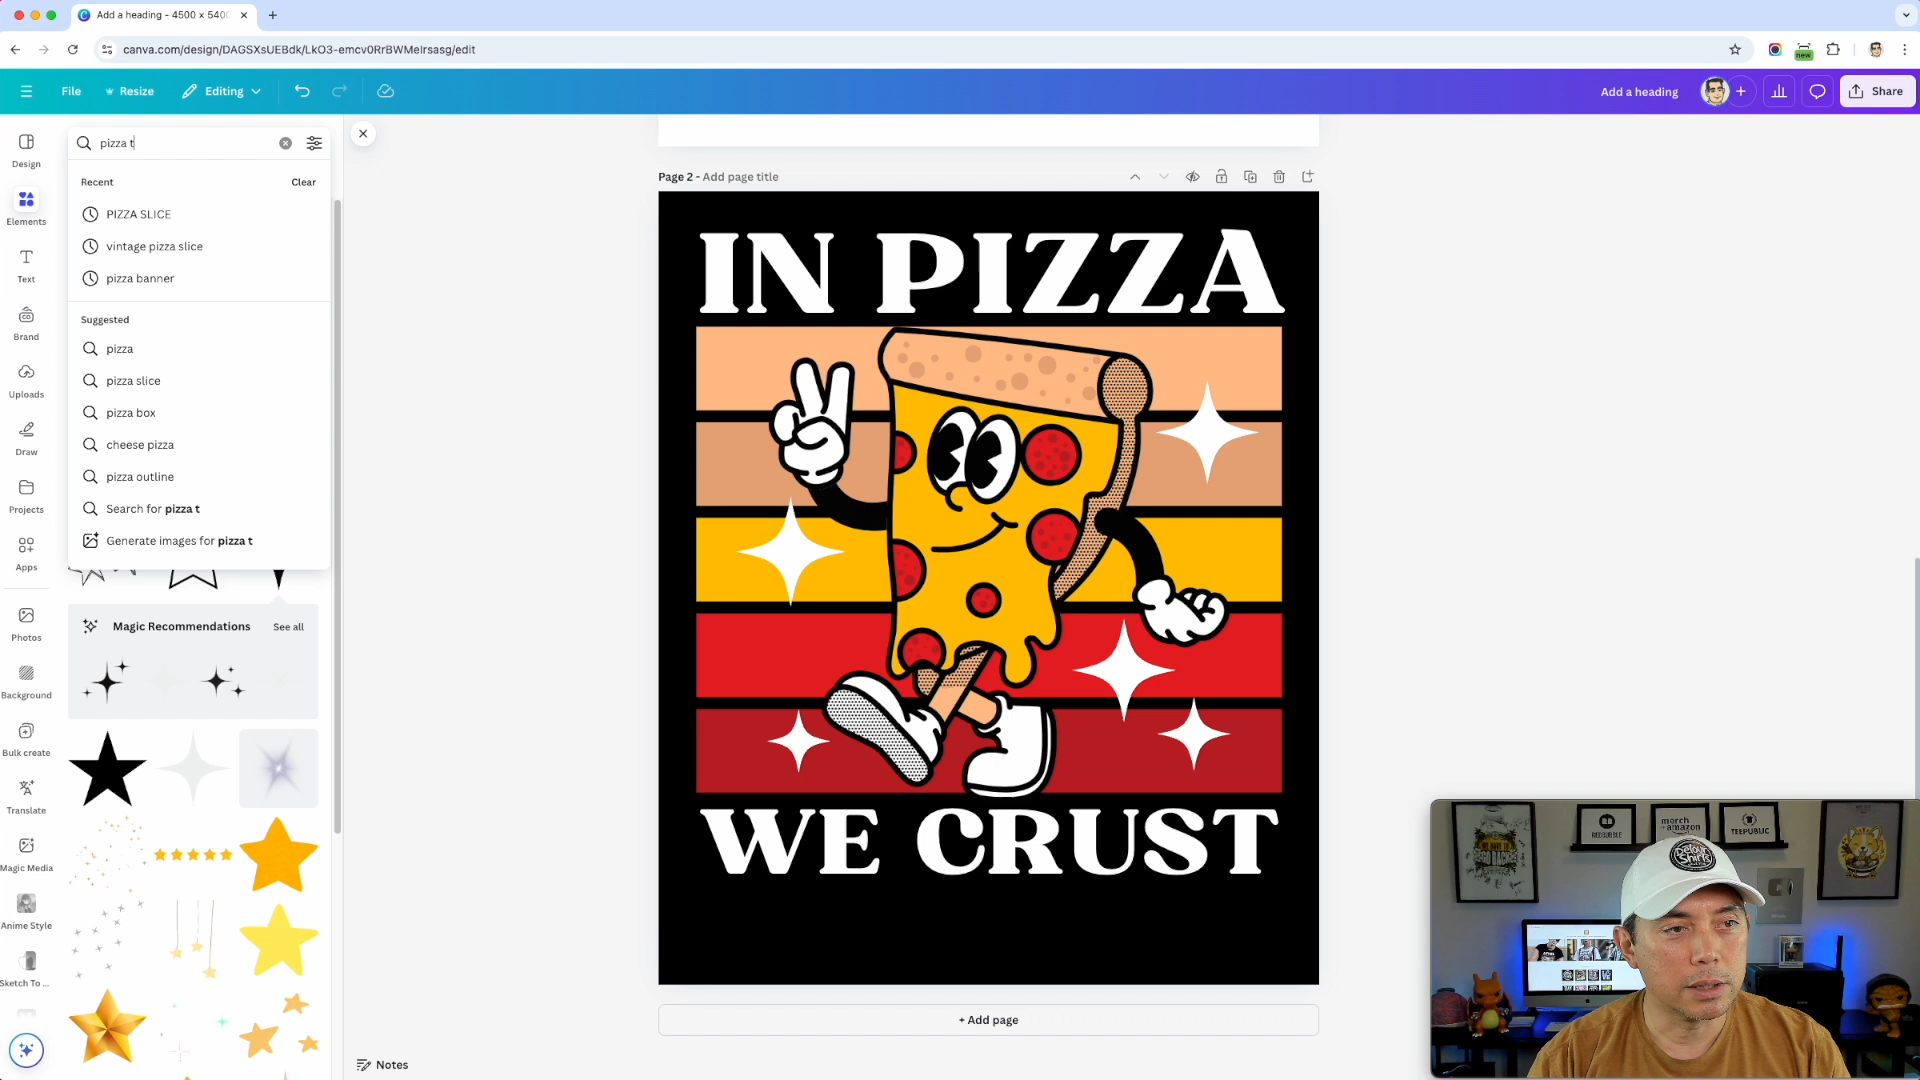 Add a heading - 4500 × 540
canva.com/design/DAGSXsUEBdk/LkO3-emcv0RrBWMeIrsasg/edit
new
File
Resize
Editing
Add a heading
Share
Design
Elements
Text
Brand
Uploads
Draw
Projects
Apps
Photos
Background
Bulk create
Translate
Magic Media
Anime Style
Sketch To ...
pizza t
Recent
Clear
PIZZA SLICE
vintage pizza slice
pizza banner
Suggested
pizza
pizza slice
pizza box
cheese pizza
pizza outline
Search for pizza t
Generate images for pizza t
Magic Recommendations
See all
Page 2 - Add page title
IN PIZZA
WE CRUST
+ Add page
Notes
REDBUBBLE
merch
amazon
TEEPUBLIC
Detour
Shirts